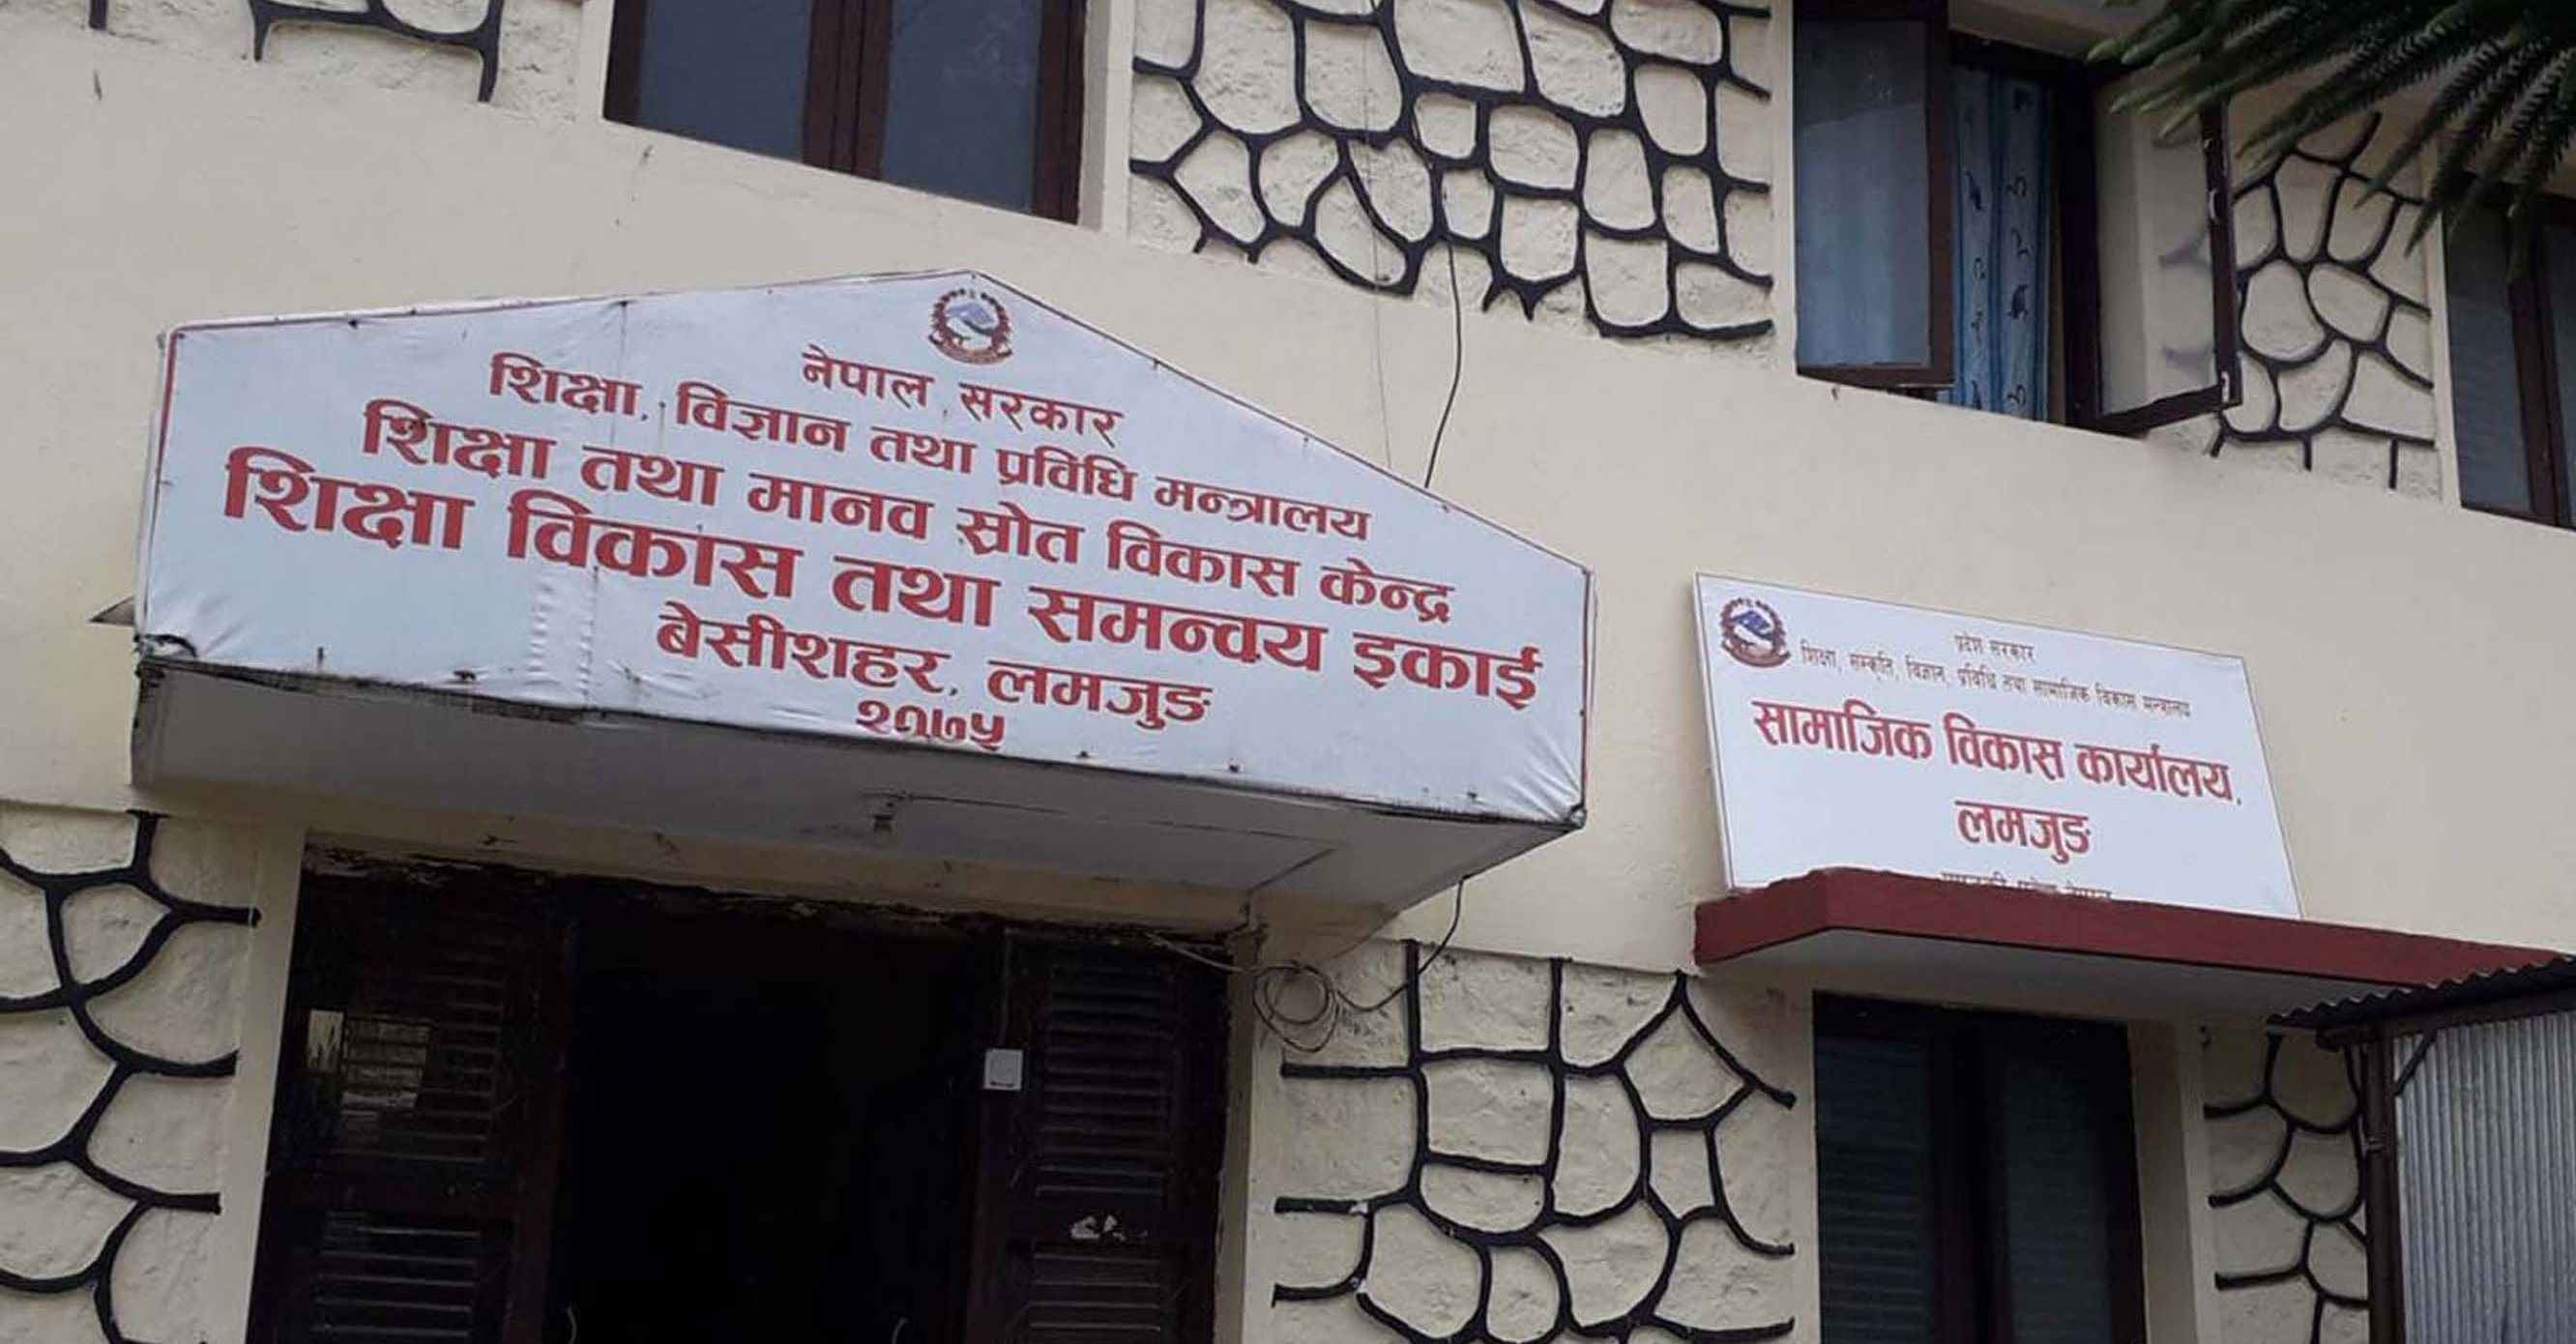 नेपाल सरकार
शिक्षा, विज्ञान तथा प्रविधि मन्त्रालय
शिक्षा तथा मानव स्रोत विकास केन्द्र
शिक्षा विकास तथा समन्वय इकाई
बेसीशहर, लमजुङ
२०७५
प्रदेश सरकार
शिक्षा, सस्कृति, विज्ञान, प्रविधि तथा सामाजिक विकास मन्त्रालय
सामाजिक विकास कार्यालय,
लमजुङ